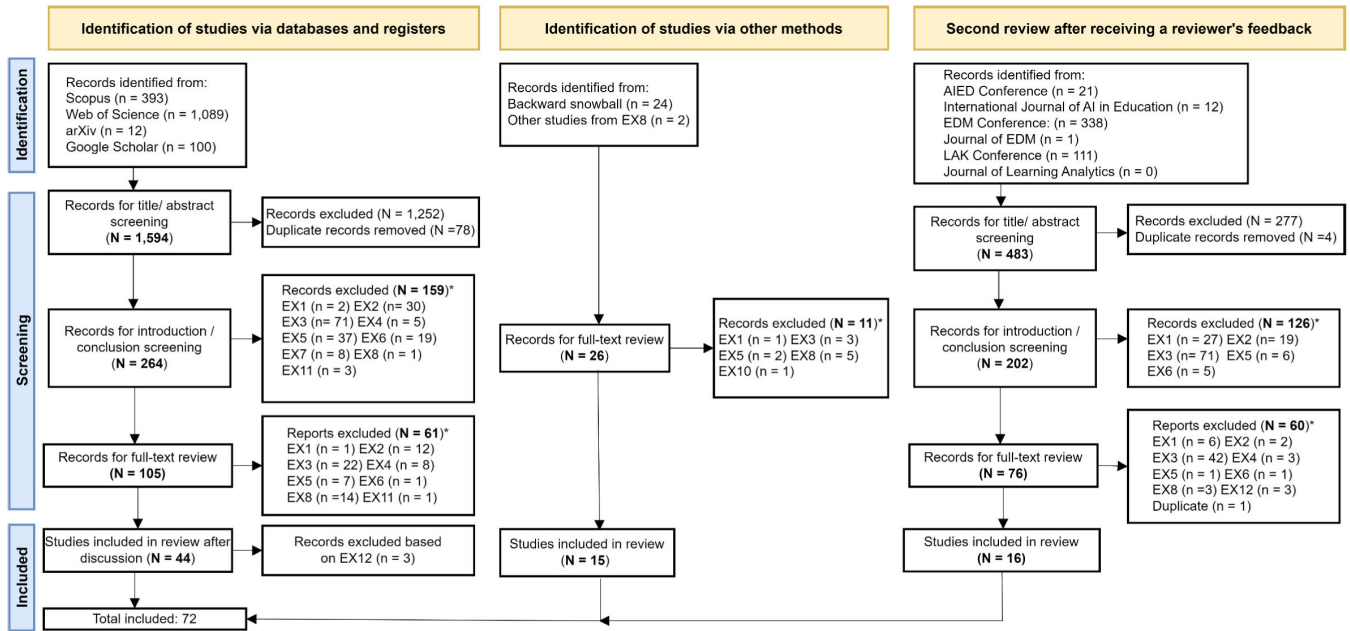 Identification of studies via databases and registers
Identification of studies via other methods
Second review after receiving a reviewer's feedback
Identification
Records identified from:
Scopus (n = 393)
Web of Science (n = 1,089)
arXiv (n = 12)
Google Scholar (n = 100)
Records identified from:
Backward snowball (n = 24)
Other studies from EX8 (n = 2)
Records identified from:
AIED Conference (n = 21)
International Journal of AI in Education (n = 12)
EDM Conference: (n = 338)
Journal of EDM (n = 1)
LAK Conference (n = 111)
Journal of Learning Analytics (n = 0)
Screening
Records for title/ abstract
screening
(N = 1,594)
Records excluded (N = 1,252)
Duplicate records removed (N =78)
Records for title/ abstract
screening
(N = 483)
Records excluded (N = 277)
Duplicate records removed (N =4)
Records for introduction /
conclusion screening
(N = 264)
Records excluded (N = 159)*
EX1 (n = 2) EX2 (n= 30)
EX3 (n= 71) EX4 (n = 5)
EX5 (n = 37) EX6 (n = 19)
EX7 (n = 8) EX8 (n = 1)
EX11 (n = 3)
Records for full-text review
(N = 26)
Records excluded (N = 11)*
EX1 (n = 1) EX3 (n = 3)
EX5 (n = 2) EX8 (n = 5)
EX10 (n = 1)
Records for introduction /
conclusion screening
(N = 202)
Records excluded (N = 126)*
EX1 (n = 27) EX2 (n= 19)
EX3 (n= 71) EX5 (n = 6)
EX6 (n = 5)
Records for full-text review
(N = 105)
Reports excluded (N = 61)*
EX1 (n = 1) EX2 (n = 12)
EX3 (n = 22) EX4 (n = 8)
EX5 (n = 7) EX6 (n = 1)
EX8 (n =14) EX11 (n = 1)
Records for full-text review
(N = 76)
Reports excluded (N = 60)*
EX1 (n = 6) EX2 (n = 2)
EX3 (n = 42) EX4 (n = 3)
EX5 (n = 1) EX6 (n = 1)
EX8 (n =3) EX12 (n = 3)
Duplicate (n = 1)
Included
Studies included in review after
discussion (N = 44)
Records excluded based
on EX12 (n = 3)
Studies included in review
(N = 15)
Studies included in review
(N = 16)
Total included: 72